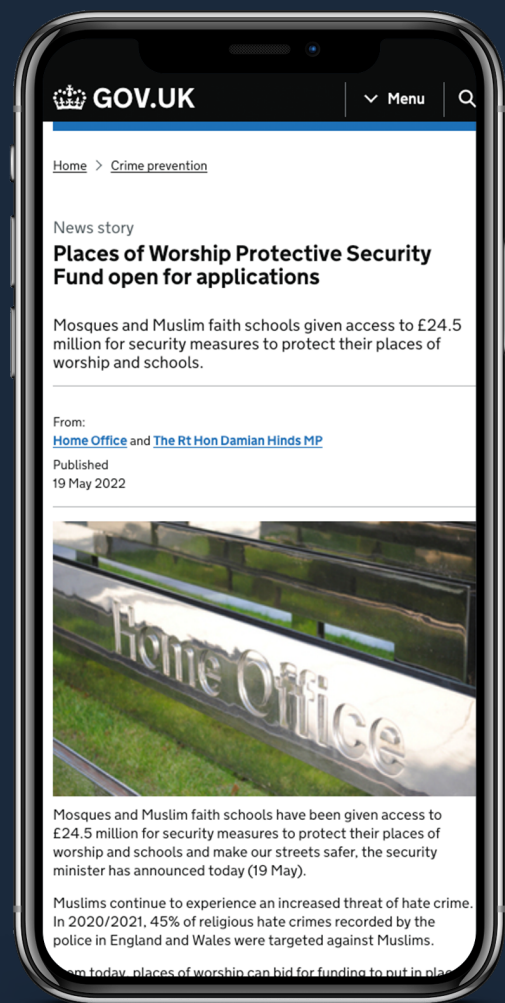 GOV.UK
Menu
Home > Crime prevention
News story
Places of Worship Protective Security
Fund open for applications
Mosques and Muslim faith schools given access to £24.5
million for security measures to protect their places of
worship and schools.
From:
Home Office and The Rt Hon Damian Hinds MP
Published
19 May 2022
Home Office
Mosques and Muslim faith schools have been given access to
£24.5 million for security measures to protect their places of
worship and schools and make our streets safer, the security
minister has announced today (19 May).
Muslims continue to experience an increased threat of hate crime.
In 2020/2021, 45% of religious hate crimes recorded by the
police in England and Wales were targeted against Muslims.
today, places of worship can bid for funding to put in